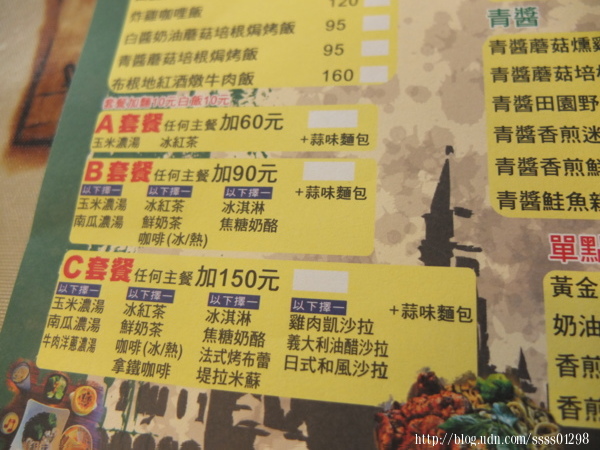 120
炸雞咖哩飯
白醬奶油蘑菇培根焗烤飯 95
青醬蘑菇培根焗烤飯 95
布根地紅酒燉牛肉飯 160
套餐加麵10元白飯10元
A套餐 任何主餐 加60元
玉米濃湯 冰紅茶 +蒜味麵包
B套餐 任何主餐 加90元
以下擇一 以下擇一 以下擇一 +蒜味麵包
玉米濃湯 冰紅茶 冰淇淋
南瓜濃湯 鮮奶茶 焦糖奶酪
咖啡(冰/熱)
C套餐 任何主餐 加150元
以下擇一 以下擇一 以下擇一 以下擇一 +蒜味麵包
玉米濃湯 冰紅茶 冰淇淋 雞肉凱沙拉
南瓜濃湯 鮮奶茶 焦糖奶酪 義大利油醋沙拉
牛肉洋蔥濃湯 咖啡(冰/熱) 法式烤布蕾 日式和風沙拉
拿鐵咖啡 堤拉米蘇
青醬
青醬蘑菇燻雞
青醬蘑菇培
青醬田園野
青醬香煎
青醬香煎
青醬鮭魚
單點
黃金
奶油
香煎
香煎
http://blog.udn.com/ssss01298